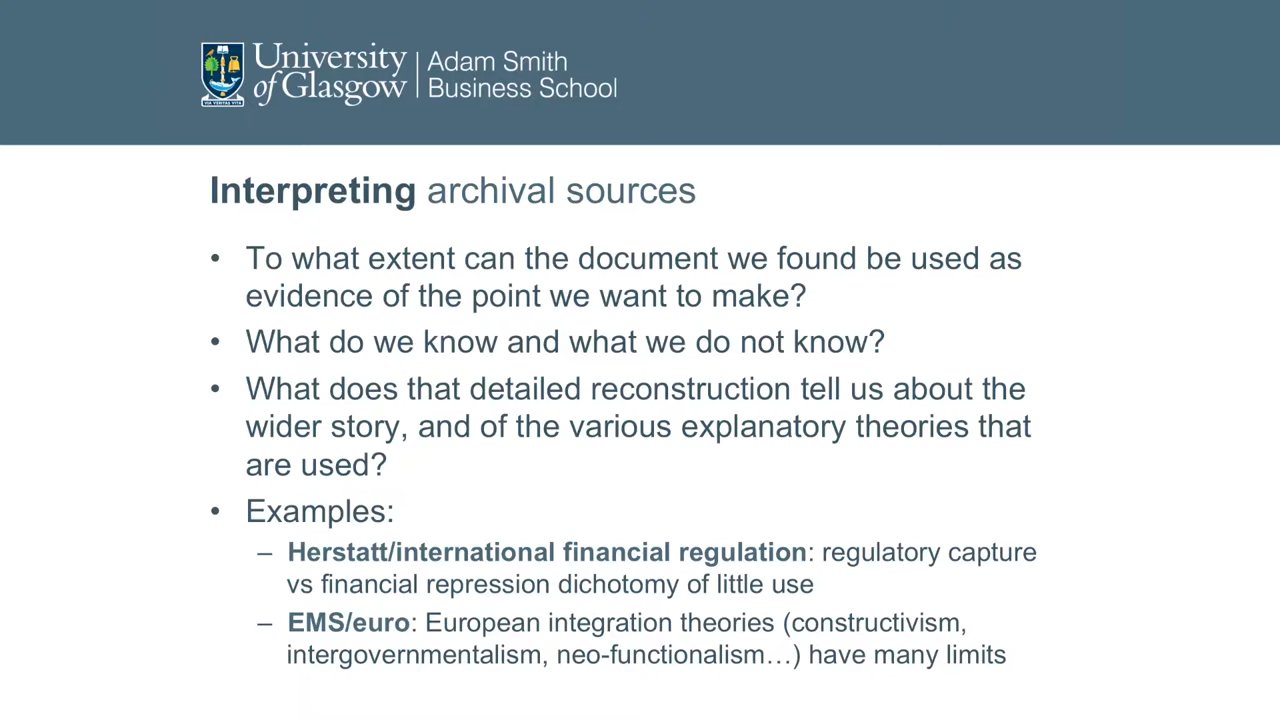 University
of Glasgow
Adam Smith
Business School
VIA VERITAS VITA
Interpreting archival sources
• To what extent can the document we found be used as
evidence of the point we want to make?
• What do we know and what we do not know?
• What does that detailed reconstruction tell us about the
wider story, and of the various explanatory theories that
are used?
• Examples:
– Herstatt/international financial regulation: regulatory capture
vs financial repression dichotomy of little use
– EMS/euro: European integration theories (constructivism,
intergovernmentalism, neo-functionalism…) have many limits